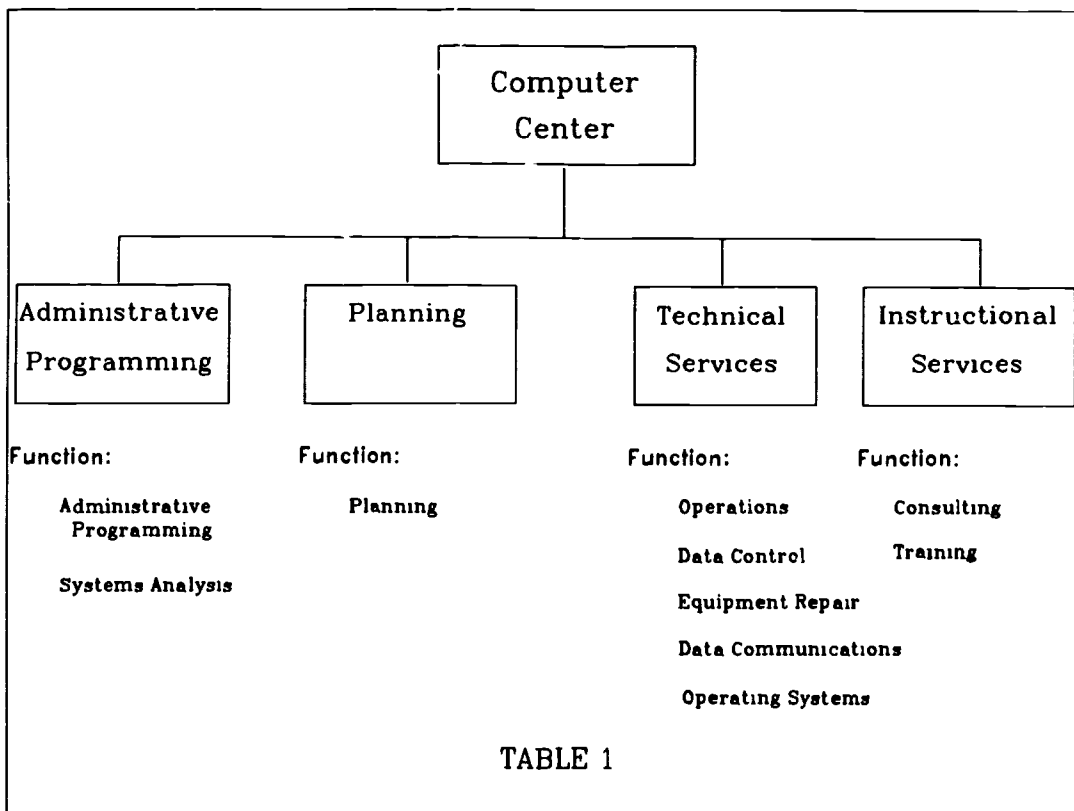 Computer
Center
Administrative
Programming
Planning
Technical
Services
Instructional
Services
Function:
Administrative
Programming
Systems Analysis
Function:
Planning
Function:
Operations
Data Control
Equipment Repair
Data Communications
Operating Systems
Function:
Consulting
Training
TABLE 1